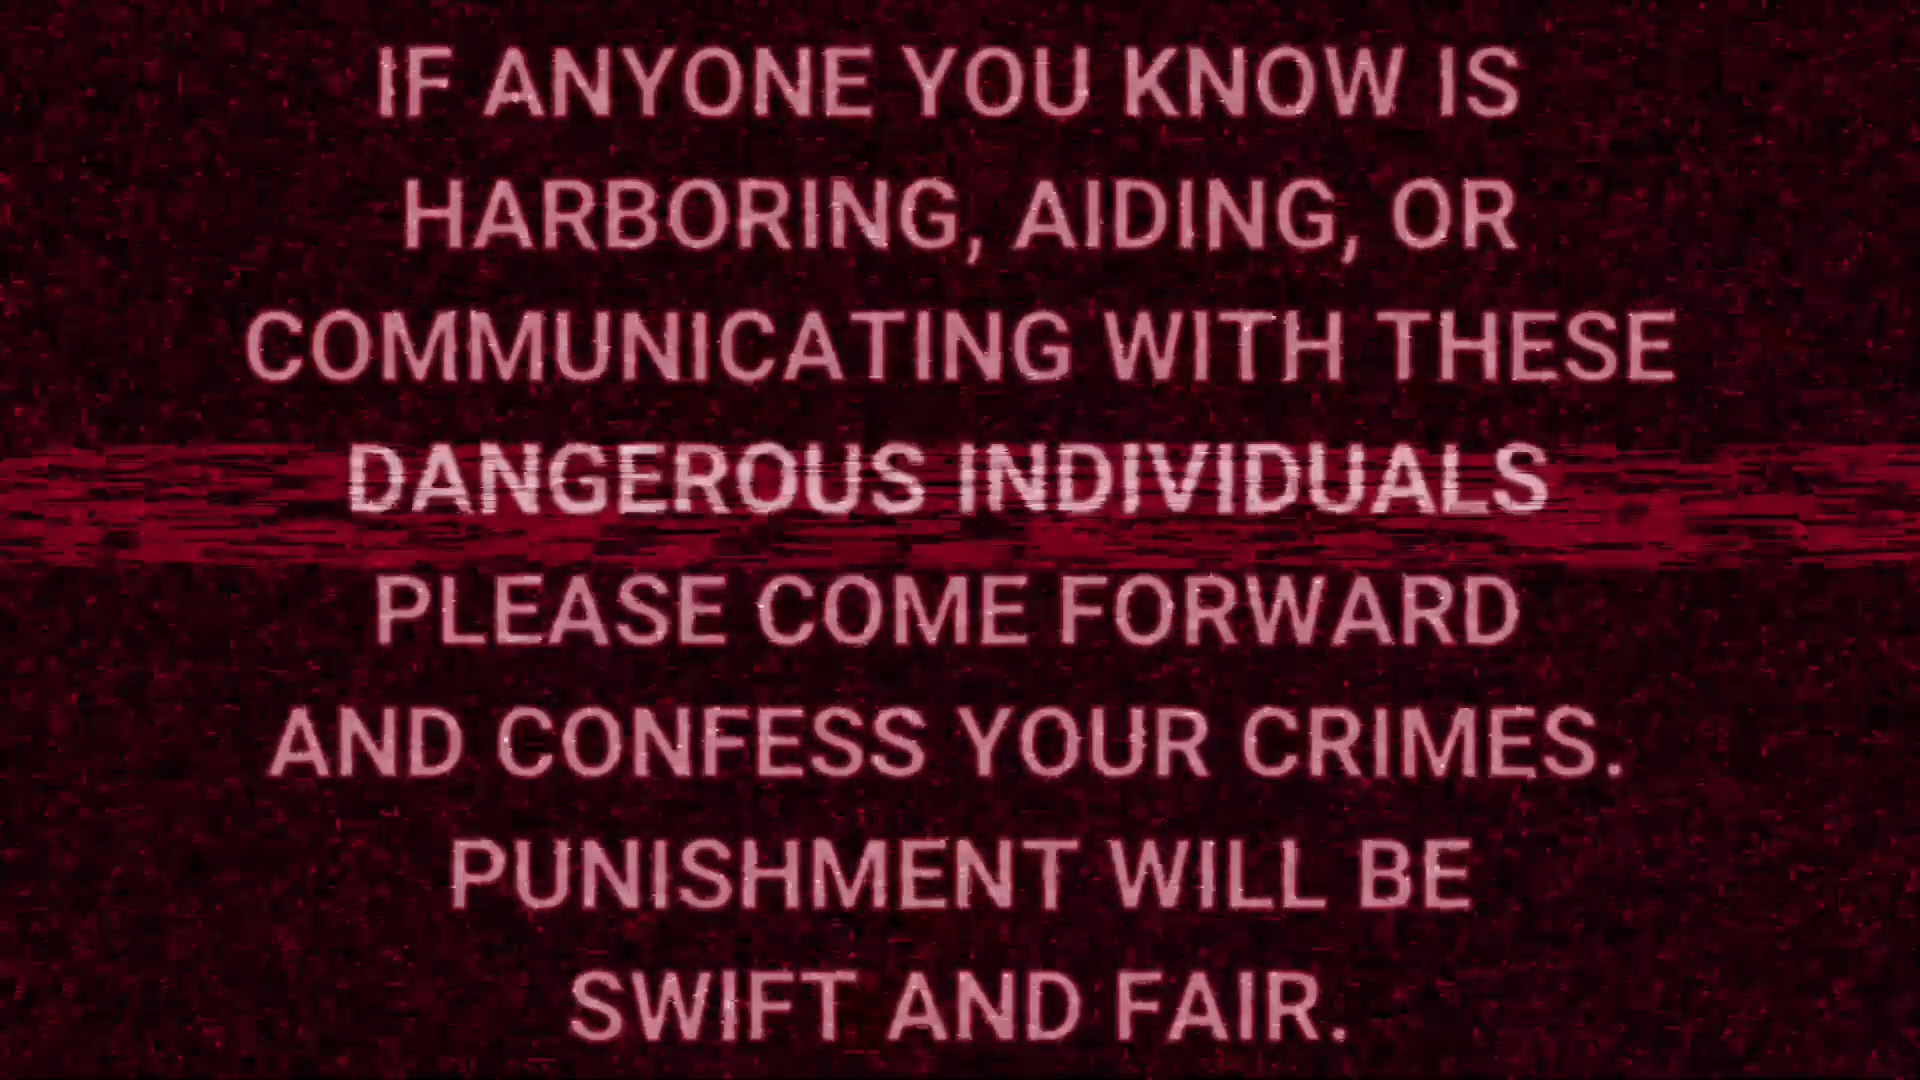 IF ANYONE YOU KNOW IS
HARBORING, AIDING, OR
COMMUNICATING WITH THESE
DANGEROUS INDIVIDUALS
PLEASE COME FORWARD
AND CONFESS YOUR CRIMES.
PUNISHMENT WILL BE
SWIFT AND FAIR.